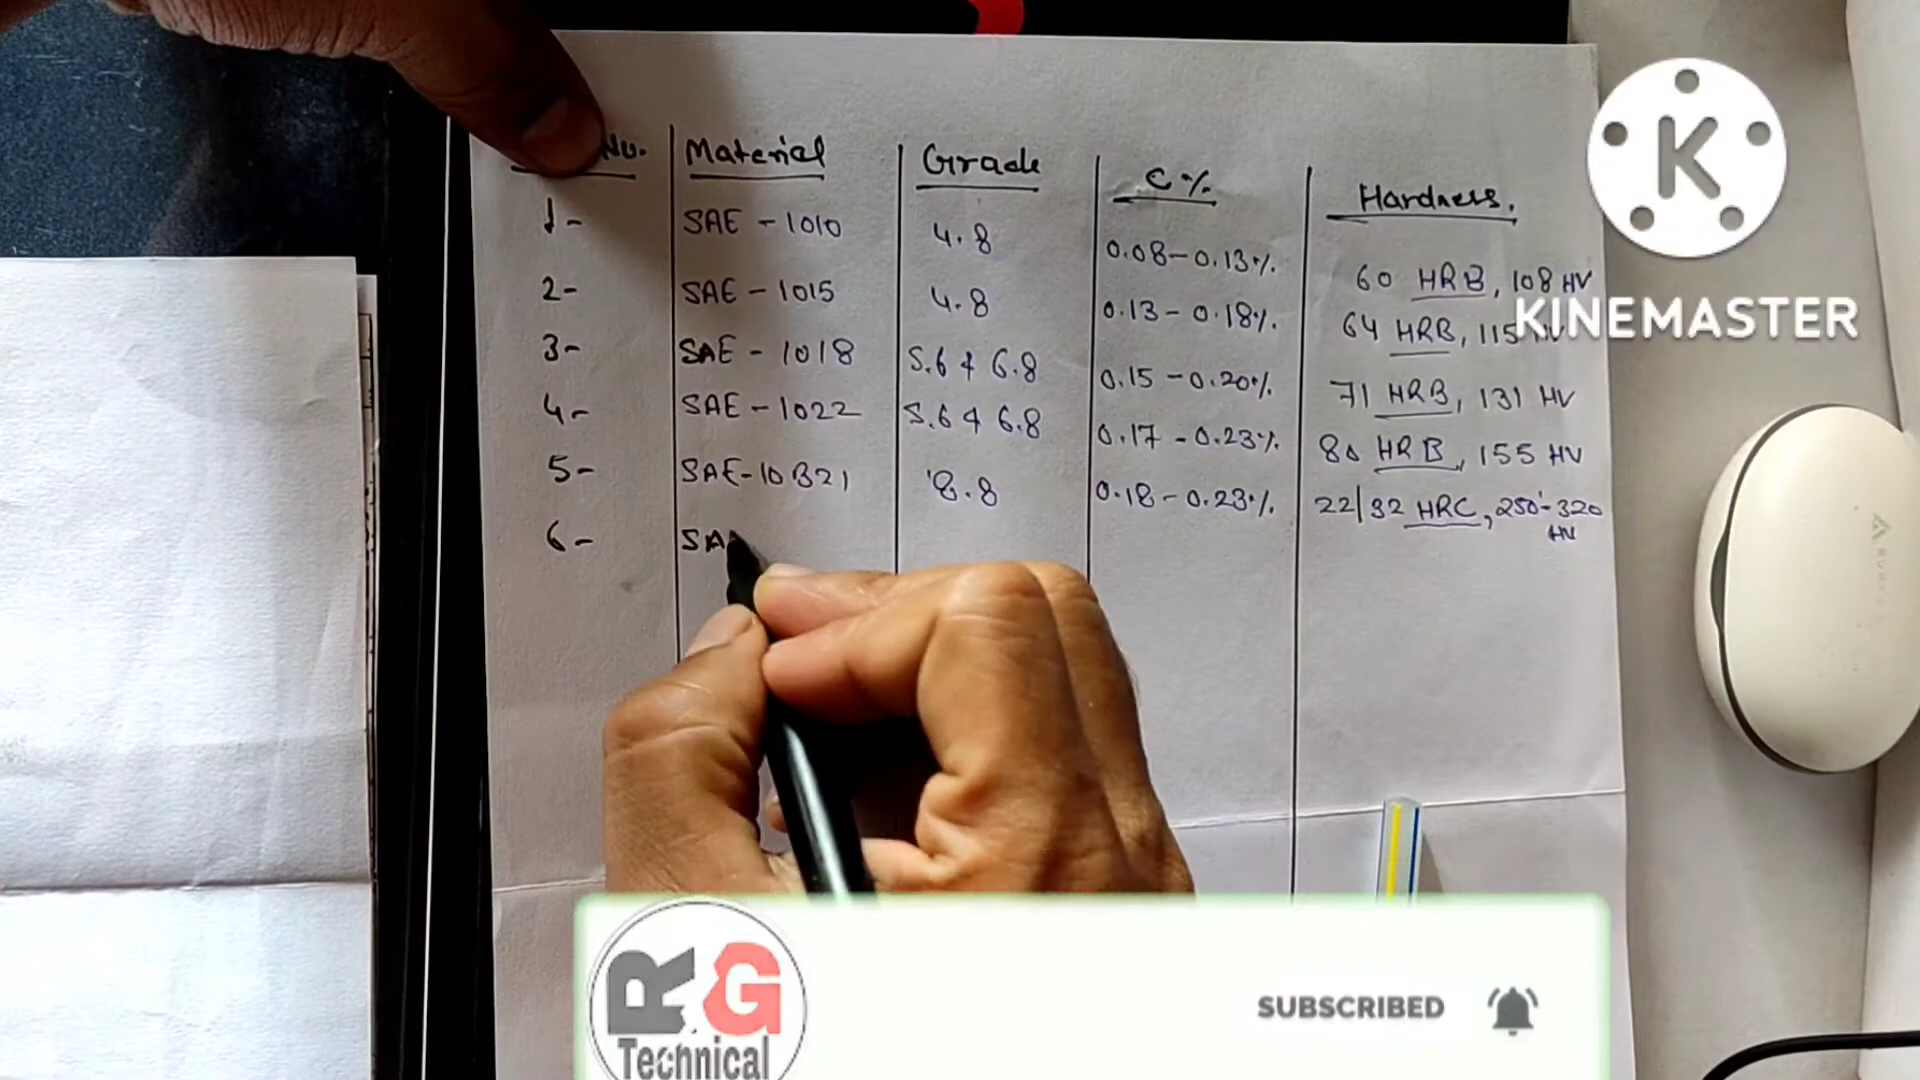 No. Material Grade C% Hardness.
1- SAE - 1010 4.8 0.08-0.13% 60 HRB, 108 HV
2- SAE - 1015 4.8 0.13-0.18% 64 HRB, 115 HV
3- SAE - 1018 5.6 & 6.8 0.15-0.20% 71 HRB, 131 HV
4- SAE - 1022 5.6 & 6.8 0.17-0.23% 80 HRB, 155 HV
5- SAE-10B21 8.8 0.18-0.23% 22/32 HRC, 250-320 HV
6- SA
K
KINEMASTER
RG
Technical
SUBSCRIBED